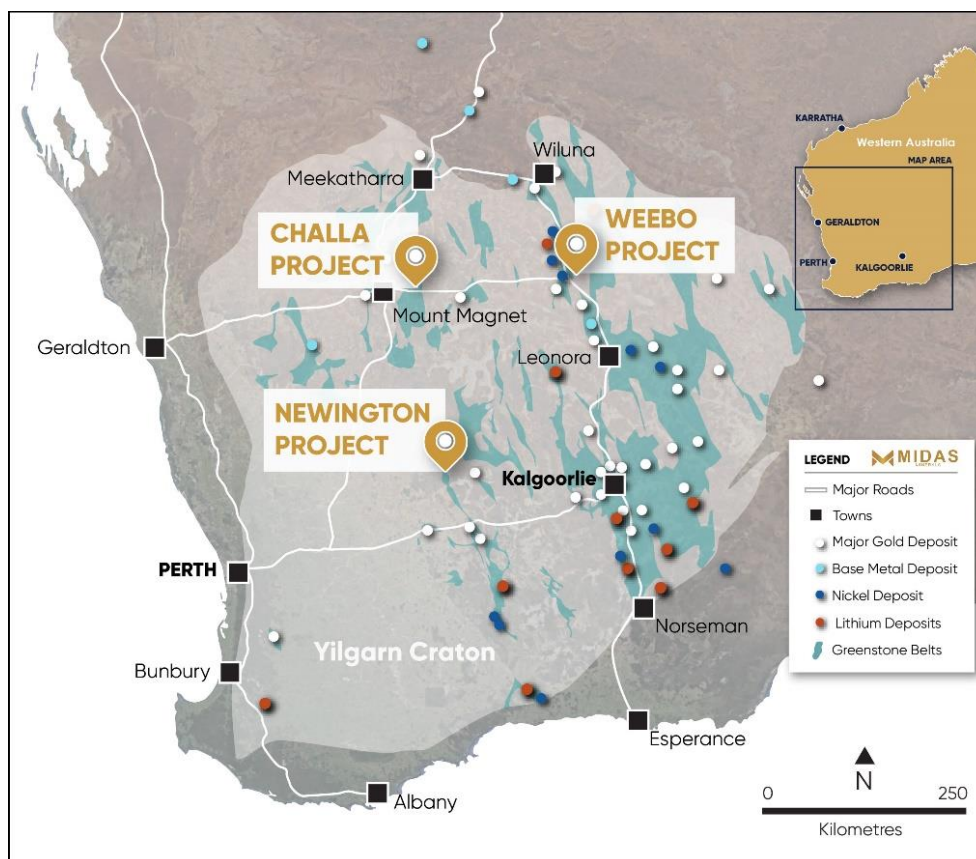 Meekatharra
Wiluna
CHALLA
PROJECT
WEEBO
PROJECT
Mount Magnet
Geraldton
Leonora
NEWINGTON
PROJECT
Kalgoorlie
PERTH
Norseman
Yilgarn Craton
Bunbury
Esperance
Albany
KARRATHA
Western Australia
MAP AREA
GERALDTON
PERTH
KALGOORLIE
LEGEND MIDAS
Major Roads
Towns
Major Gold Deposit
Base Metal Deposit
Nickel Deposit
Lithium Deposits
Greenstone Belts
N
0 250
Kilometres